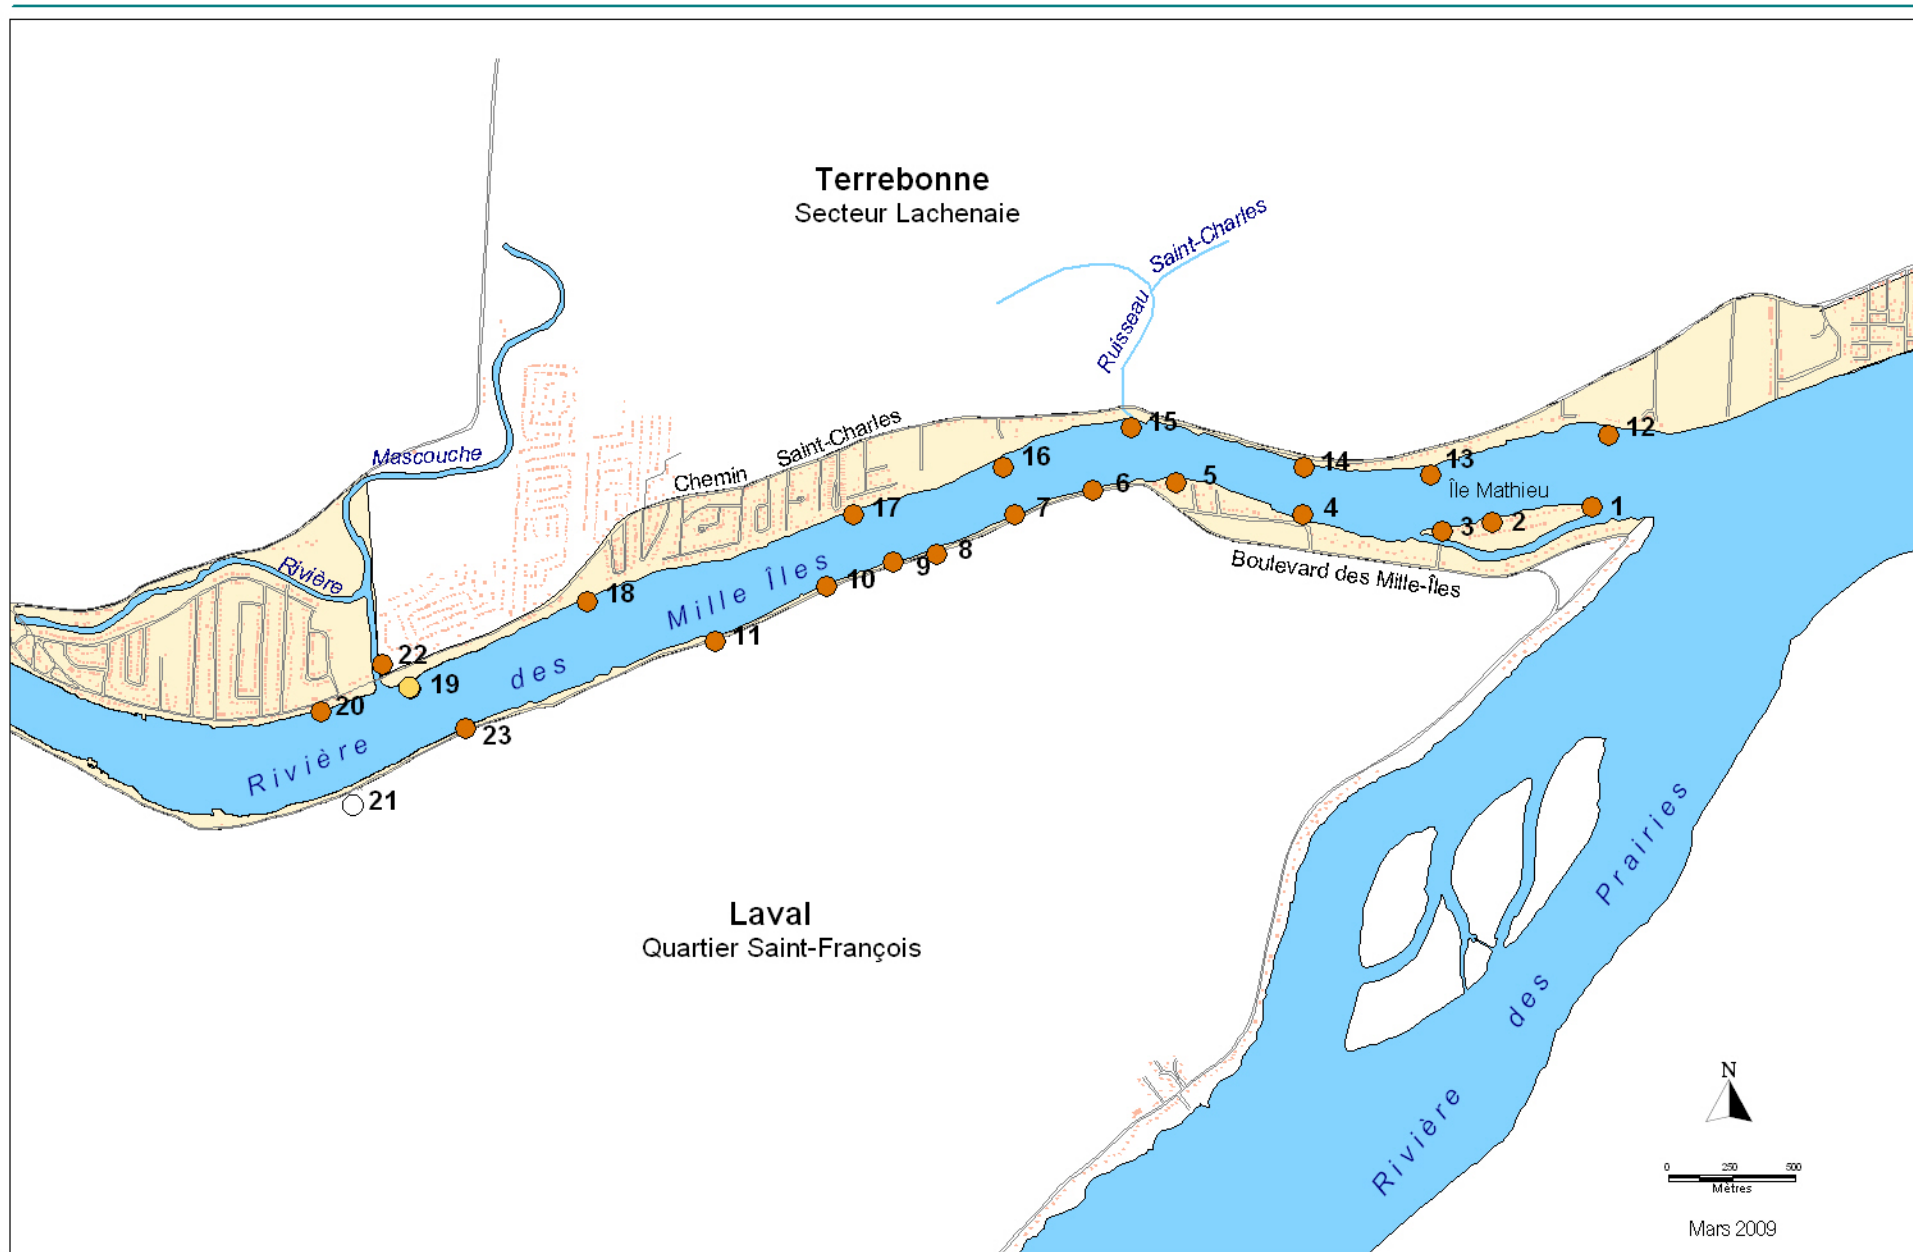 Terrebonne
Secteur Lachenaie
Saint-Charles
Ruisseau
Mascouche
Rivière
Chemin
Saint-Charles
15
16
14
13
12
Île Mathieu
6
5
17
7
4
3
2
1
8
9
10
Boulevard des Mille-Îles
18
11
22
19
20
23
21
Rivière
des
Mille Îles
Laval
Quartier Saint-François
Rivière
des
Prairies
N
0 250 500
Mètres
Mars 2009